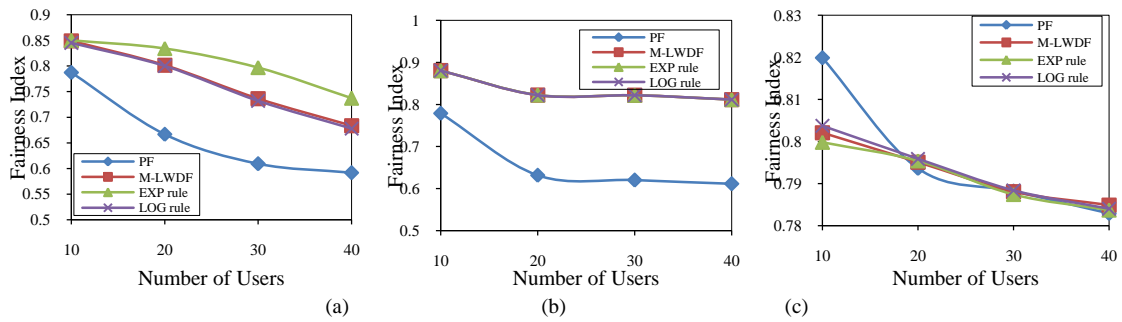 0.9
0.85
0.8
0.75
0.7
0.65
0.6
0.55
0.5
Fairness Index
PF
M-LWDF
EXP rule
LOG rule
10 20 30 40
Number of Users
(a)
1
0.9
0.8
0.7
0.6
0.5
Fairness Index
PF
M-LWDF
EXP rule
LOG rule
10 20 30 40
Number of Users
(b)
0.83
0.82
0.81
0.8
0.79
0.78
Fairness Index
PF
M-LWDF
EXP rule
LOG rule
10 20 30 40
Number of Users
(c)